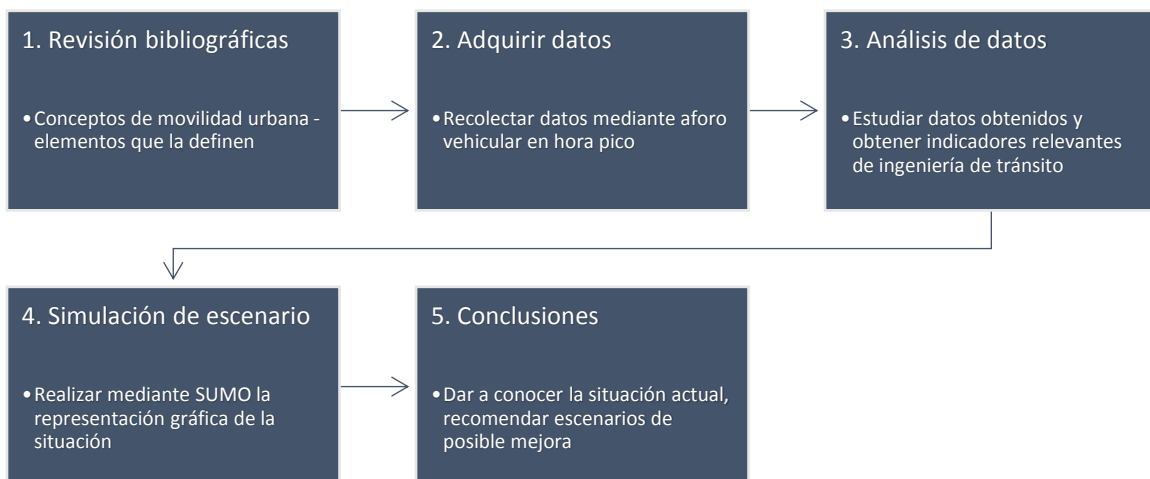 1. Revisión bibliográficas
• Conceptos de movilidad urbana -
elementos que la definen
2. Adquirir datos
• Recolectar datos mediante aforo
vehicular en hora pico
3. Análisis de datos
• Estudiar datos obtenidos y
obtener indicadores relevantes
de ingeniería de tránsito
4. Simulación de escenario
• Realizar mediante SUMO la
representación gráfica de la
situación
5. Conclusiones
• Dar a conocer la situación actual,
recomendar escenarios de
posible mejora